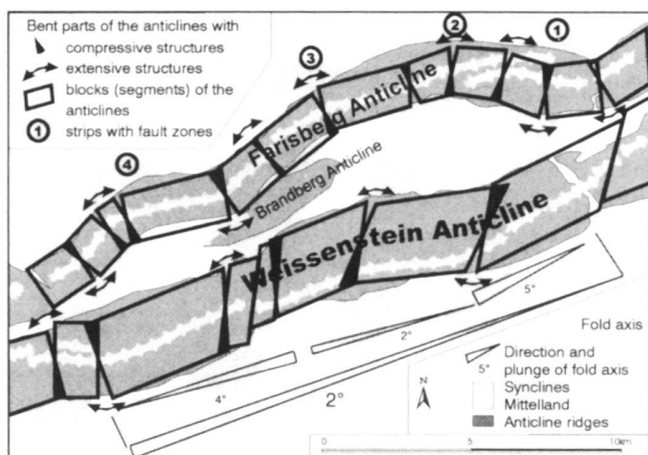 Bent parts of the anticlines with
compressive structures
extensive structures
blocks (segments) of the
anticlines
1 strips with fault zones
1
2
3
4
Farisberg Anticline
Brandberg Anticline
Weissenstein Anticline
5°
2°
4°
2°
Fold axis
Direction and
5° plunge of fold axis
Synclines
Mittelland
Anticline ridges
N
0 5 10km